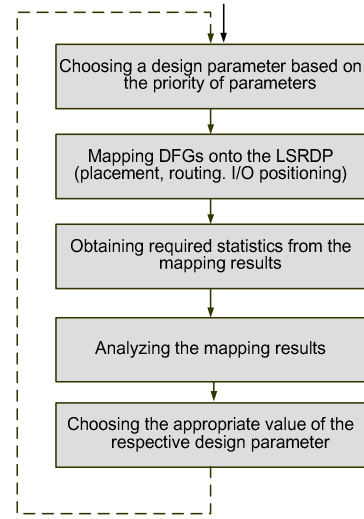 Choosing a design parameter based on
the priority of parameters
Mapping DFGs onto the LSRDP
(placement, routing. I/O positioning)
Obtaining required statistics from the
mapping results
Analyzing the mapping results
Choosing the appropriate value of the
respective design parameter